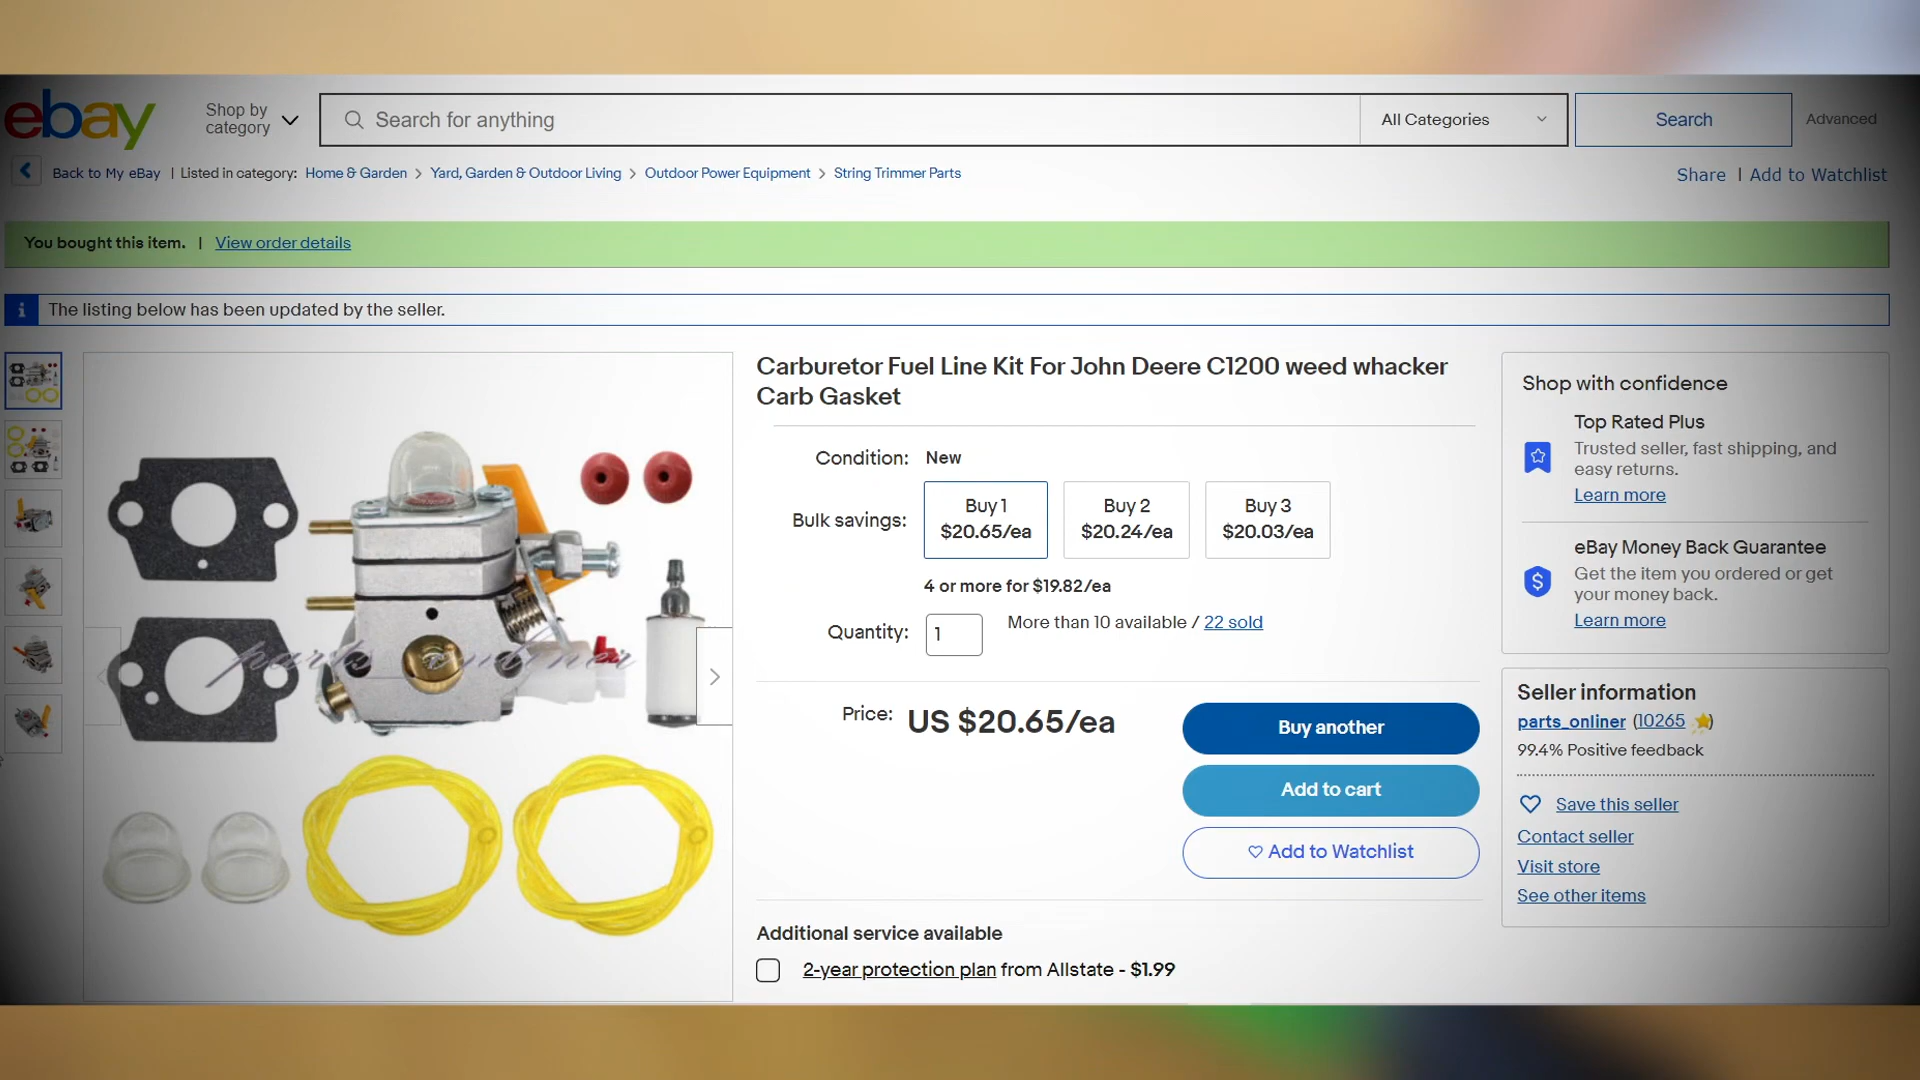 ebay
Shop by
category
Search for anything
All Categories
Search
Advanced
Back to My eBay | Listed in category: Home & Garden > Yard, Garden & Outdoor Living > Outdoor Power Equipment > String Trimmer Parts
Share | Add to Watchlist
You bought this item. | View order details
i The listing below has been updated by the seller.
Carburetor Fuel Line Kit For John Deere C1200 weed whacker
Carb Gasket
Condition: New
Bulk savings:
Buy 1
$20.65/ea
Buy 2
$20.24/ea
Buy 3
$20.03/ea
4 or more for $19.82/ea
Quantity: 1
More than 10 available / 22 sold
Price: US $20.65/ea
Buy another
Add to cart
Add to Watchlist
Additional service available
2-year protection plan from Allstate - $1.99
Shop with confidence
Top Rated Plus
Trusted seller, fast shipping, and
easy returns.
Learn more
eBay Money Back Guarantee
Get the item you ordered or get
your money back.
Learn more
Seller information
parts_onliner (10265)
99.4% Positive feedback
Save this seller
Contact seller
Visit store
See other items